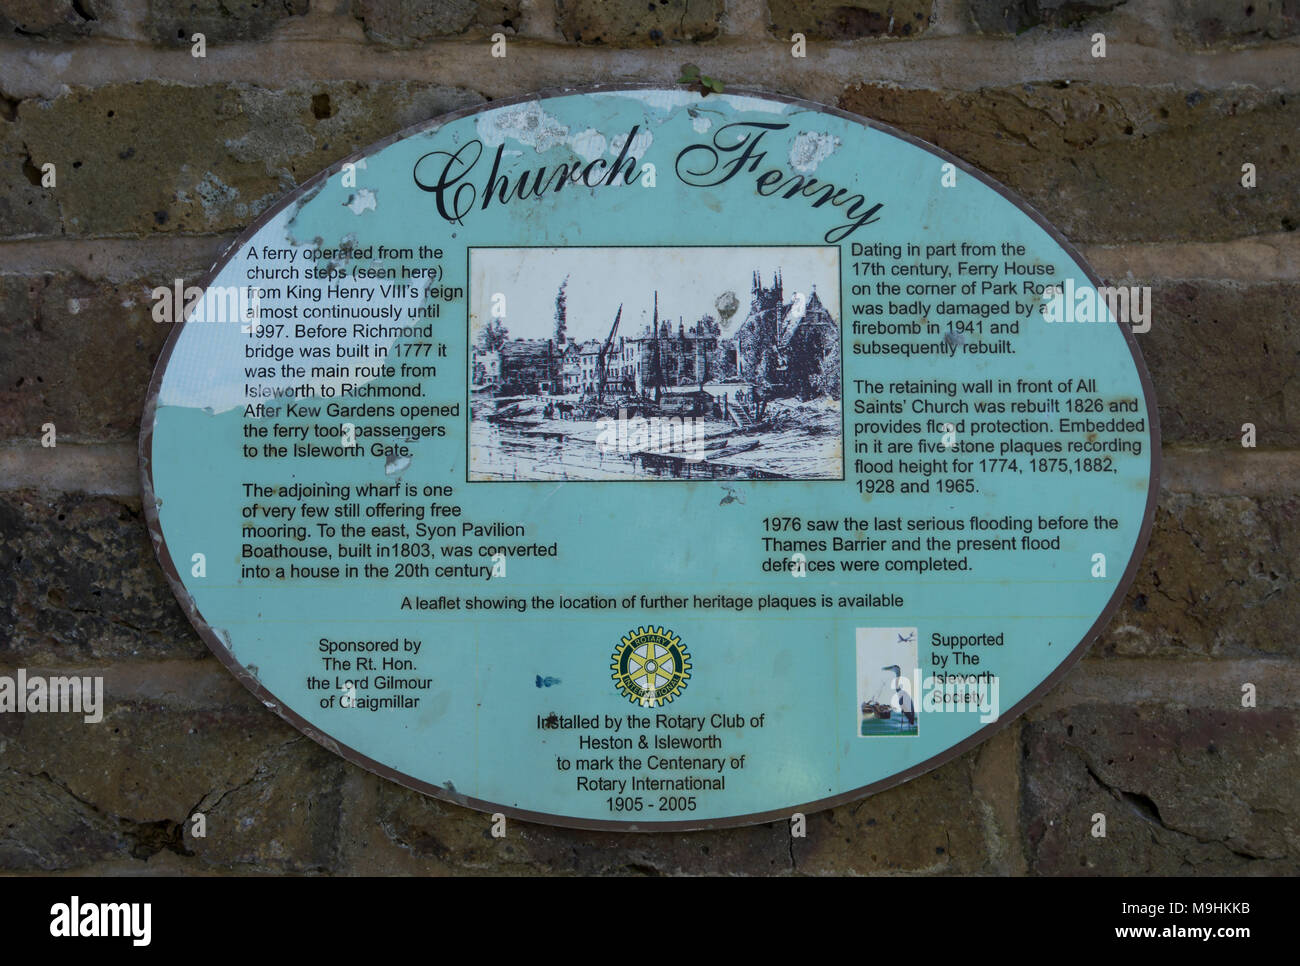 Church Ferry
A ferry operated from the
church steps (seen here)
from King Henry VIII's reign
almost continuously until
1997. Before Richmond
bridge was built in 1777 it
was the main route from
Isleworth to Richmond.
After Kew Gardens opened
the ferry took passengers
to the Isleworth Gate.
The adjoining wharf is one
of very few still offering free
mooring. To the east, Syon Pavilion
Boathouse, built in1803, was converted
into a house in the 20th century.
Dating in part from the
17th century, Ferry House
on the corner of Park Road
was badly damaged by a
firebomb in 1941 and
subsequently rebuilt.
The retaining wall in front of All
Saints' Church was rebuilt 1826 and
provides flood protection. Embedded
in it are five stone plaques recording
flood height for 1774, 1875,1882,
1928 and 1965.
1976 saw the last serious flooding before the
Thames Barrier and the present flood
defences were completed.
A leaflet showing the location of further heritage plaques is available
Sponsored by
The Rt. Hon.
the Lord Gilmour
of Craigmillar
ROTARY
INTERNATIONAL
Installed by the Rotary Club of
Heston & Isleworth
to mark the Centenary of
Rotary International
1905 - 2005
Supported
by The
Isleworth
Society
alamy
Image ID: M9HKKB
www.alamy.com